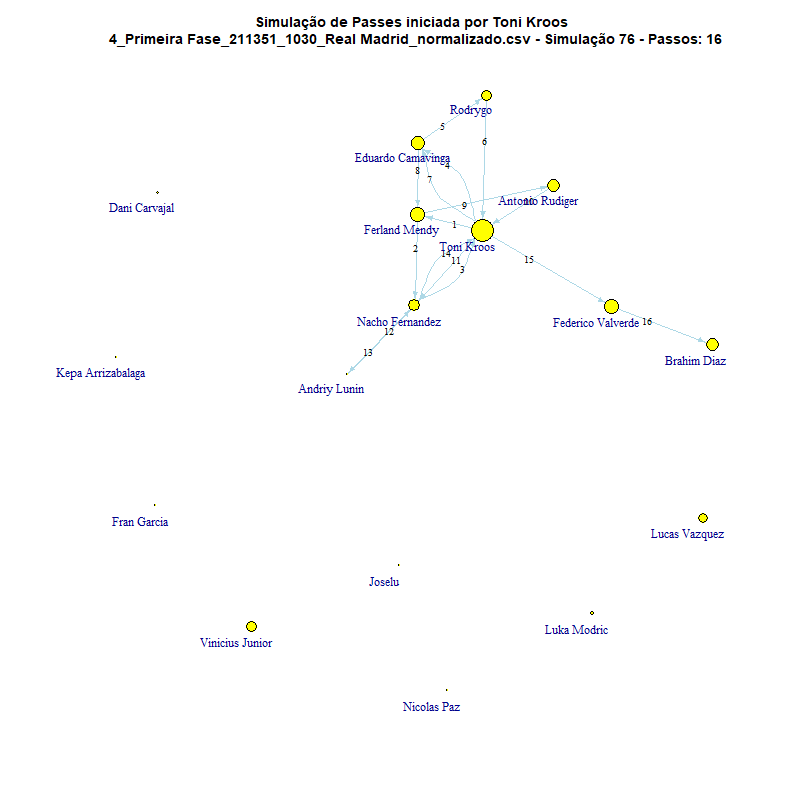 Simulação de Passes iniciada por Toni Kroos
4_Primeira Fase_211351_1030_Real Madrid_normalizado.csv - Simulação 76 - Passos: 16
Rodrygo
5
6
Eduardo Camavinga
4
8
7
Dani Carvajal
Antonio Rudiger
10
9
Ferland Mendy
1
Toni Kroos
2
14
11
3
15
Nacho Fernandez
12
Federico Valverde
16
13
Brahim Diaz
Kepa Arrizabalaga
Andriy Lunin
Fran Garcia
Lucas Vazquez
Joselu
Luka Modric
Vinicius Junior
Nicolas Paz